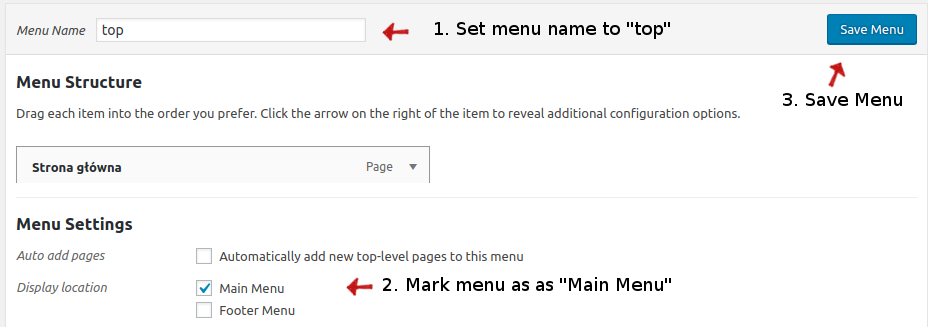 Menu Name top 1. Set menu name to "top" Save Menu
Menu Structure 3. Save Menu
Drag each item into the order you prefer. Click the arrow on the right of the item to reveal additional configuration options.
Strona główna Page
Menu Settings
Auto add pages Automatically add new top-level pages to this menu
Display location Main Menu 2. Mark menu as as "Main Menu"
Footer Menu